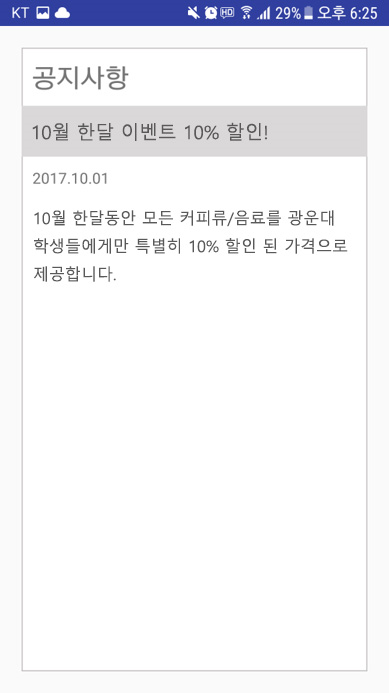 KT HD 29% 오후 6:25
공지사항
10월 한달 이벤트 10% 할인!
2017.10.01
10월 한달동안 모든 커피류/음료를 광운대
학생들에게만 특별히 10% 할인 된 가격으로
제공합니다.